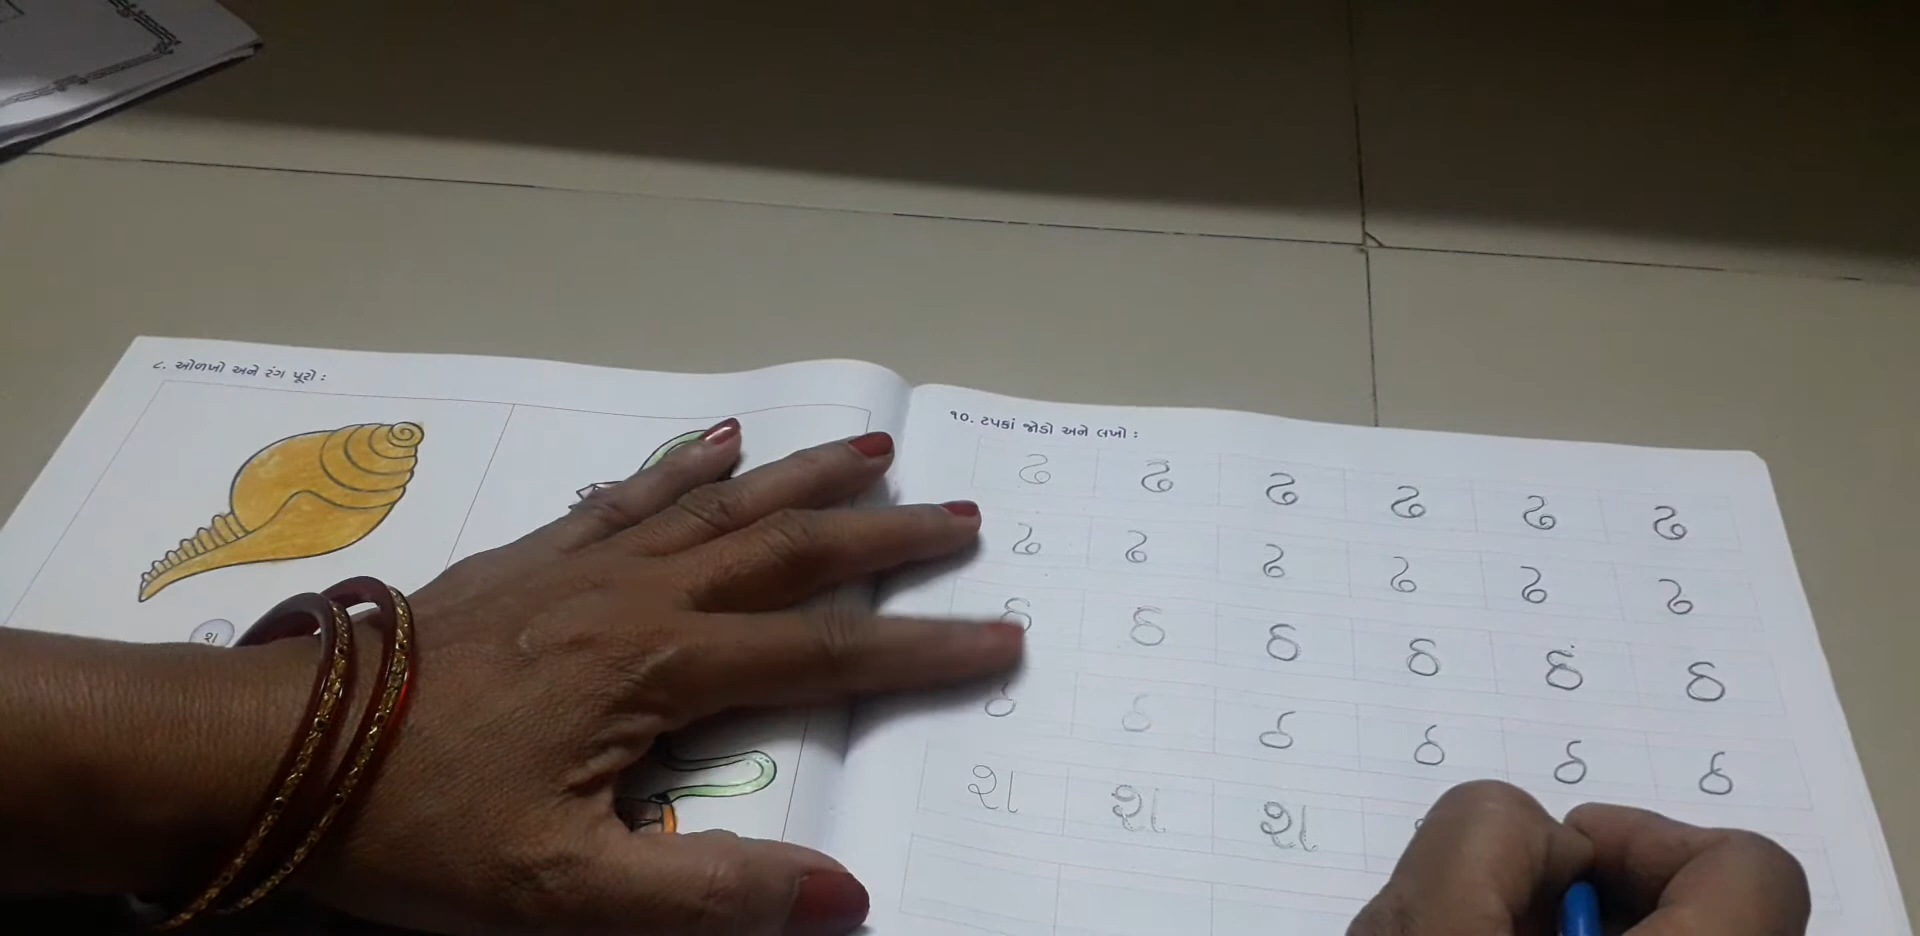 ૮. ઓળખો અને રંગ પૂરો :
શ
૧૦. ટપકાં જોડો અને લખો :
ઢ ઢ ઢ ઢ ઢ ઢ
ઢ ઢ ઢ ઢ ઢ ઢ
ઠ ઠ ઠ ઠ ઠ ઠ
ઠ ઠ ઠ ઠ ઠ ઠ
શ શ શ